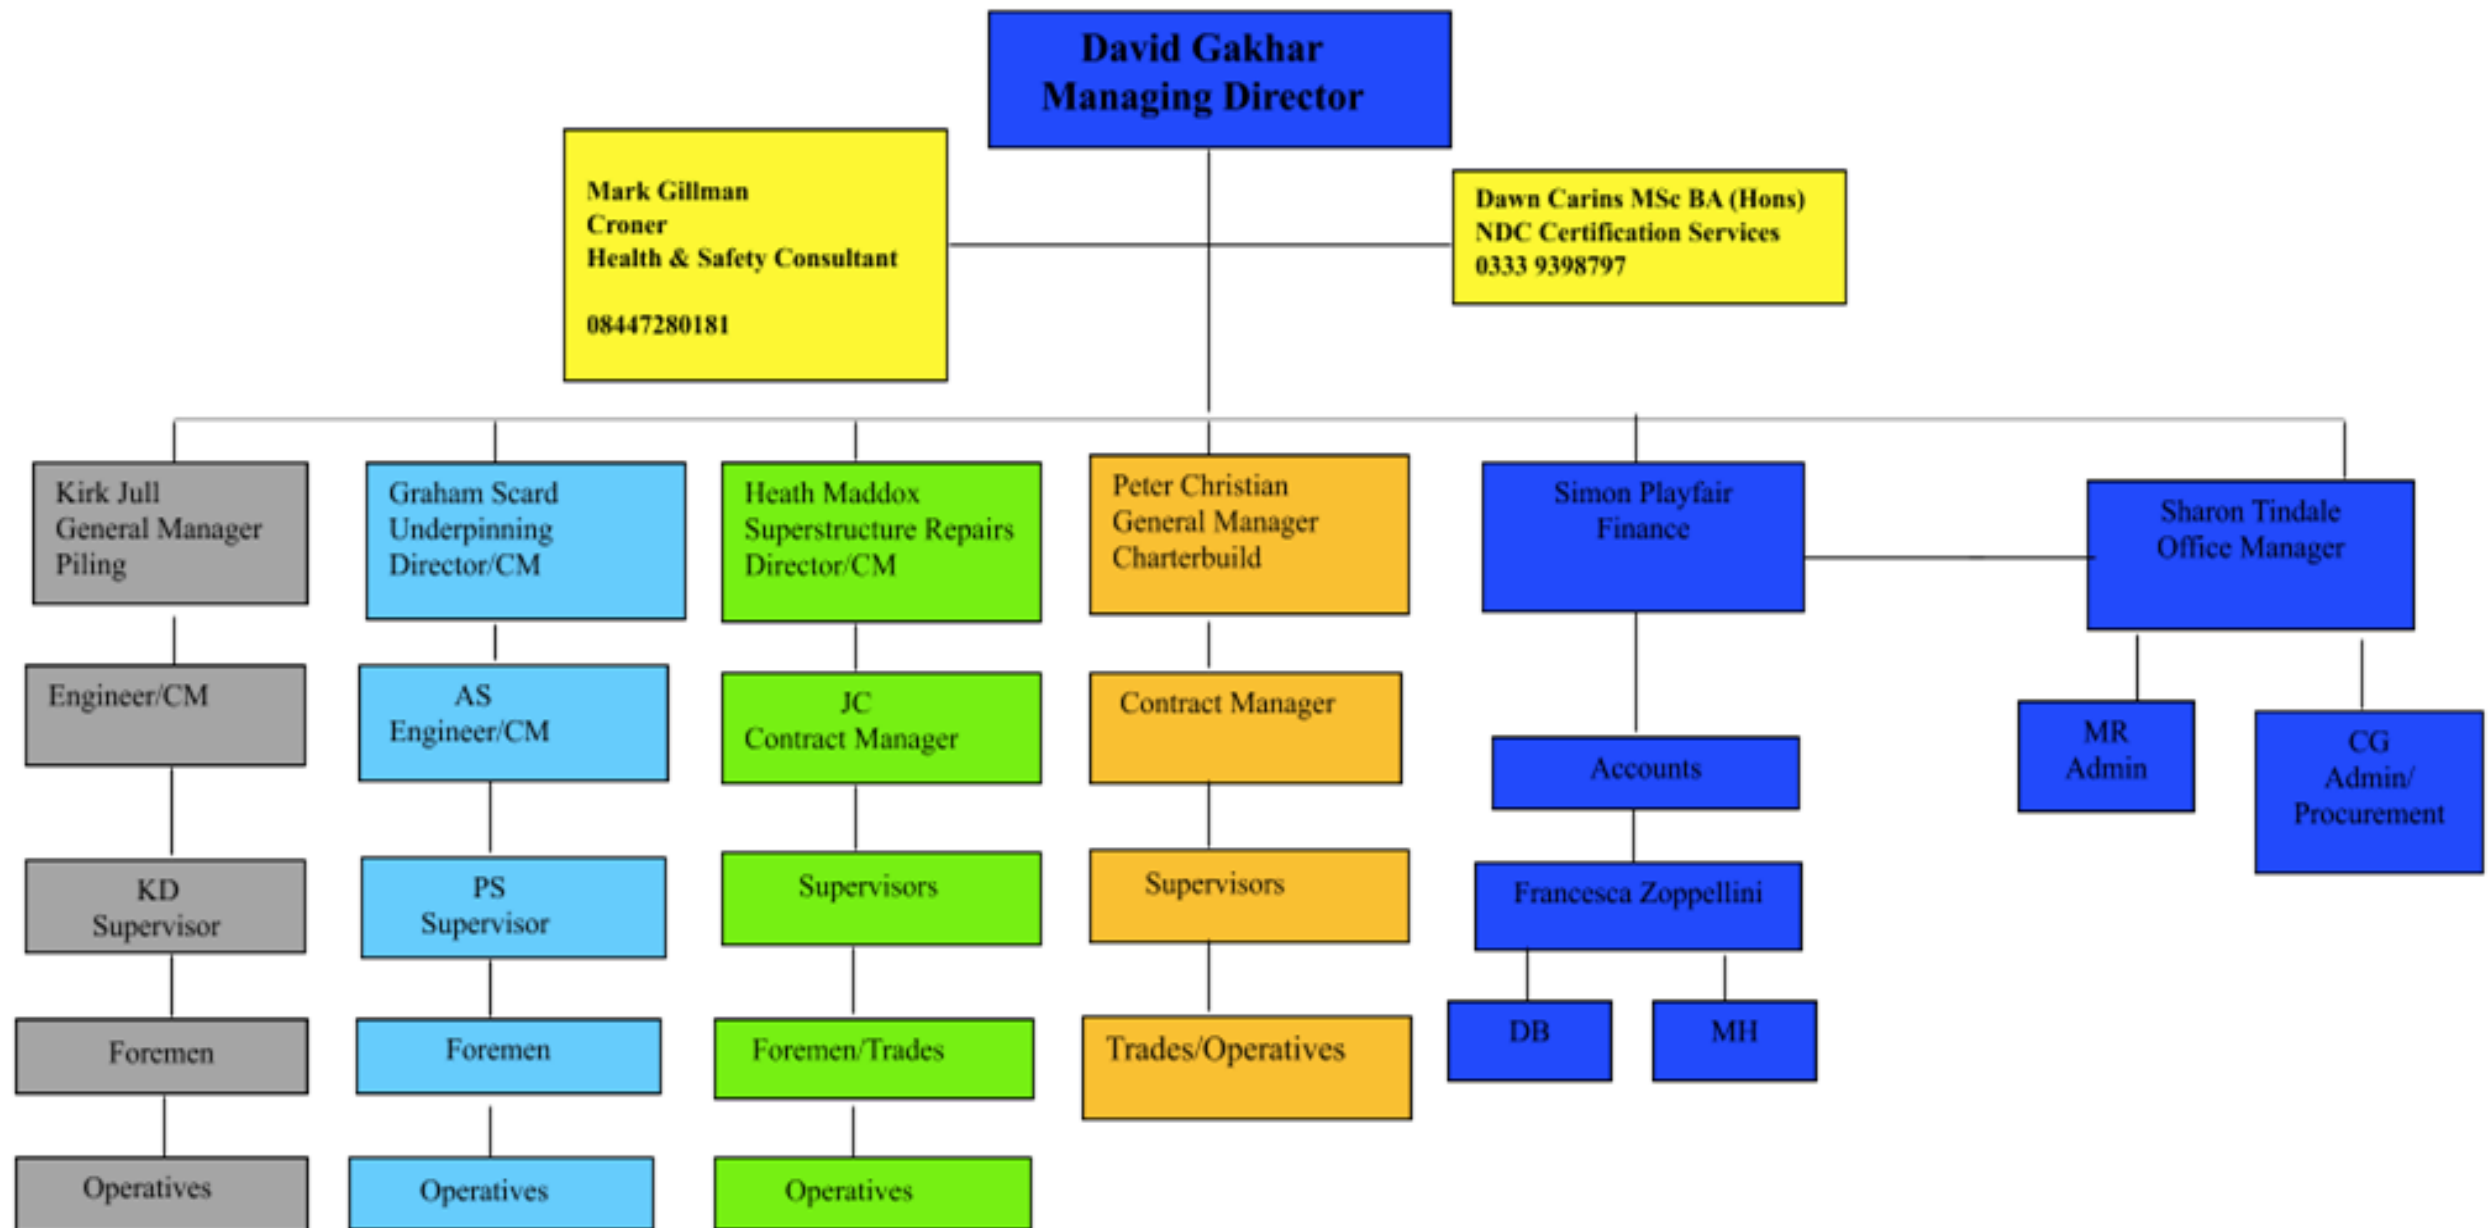 David Gakhar
Managing Director
Mark Gillman
Croner
Health & Safety Consultant
08447280181
Dawn Carins MSc BA (Hons)
NDC Certification Services
0333 9398797
Kirk Jull
General Manager
Piling
Graham Scard
Underpinning
Director/CM
Heath Maddox
Superstructure Repairs
Director/CM
Peter Christian
General Manager
Charterbuild
Simon Playfair
Finance
Sharon Tindale
Office Manager
Engineer/CM
AS
Engineer/CM
JC
Contract Manager
Contract Manager
Accounts
MR
Admin
CG
Admin/
Procurement
KD
Supervisor
PS
Supervisor
Supervisors
Supervisors
Francesca Zoppellini
Foremen
Foremen
Foremen/Trades
Trades/Operatives
DB
MH
Operatives
Operatives
Operatives